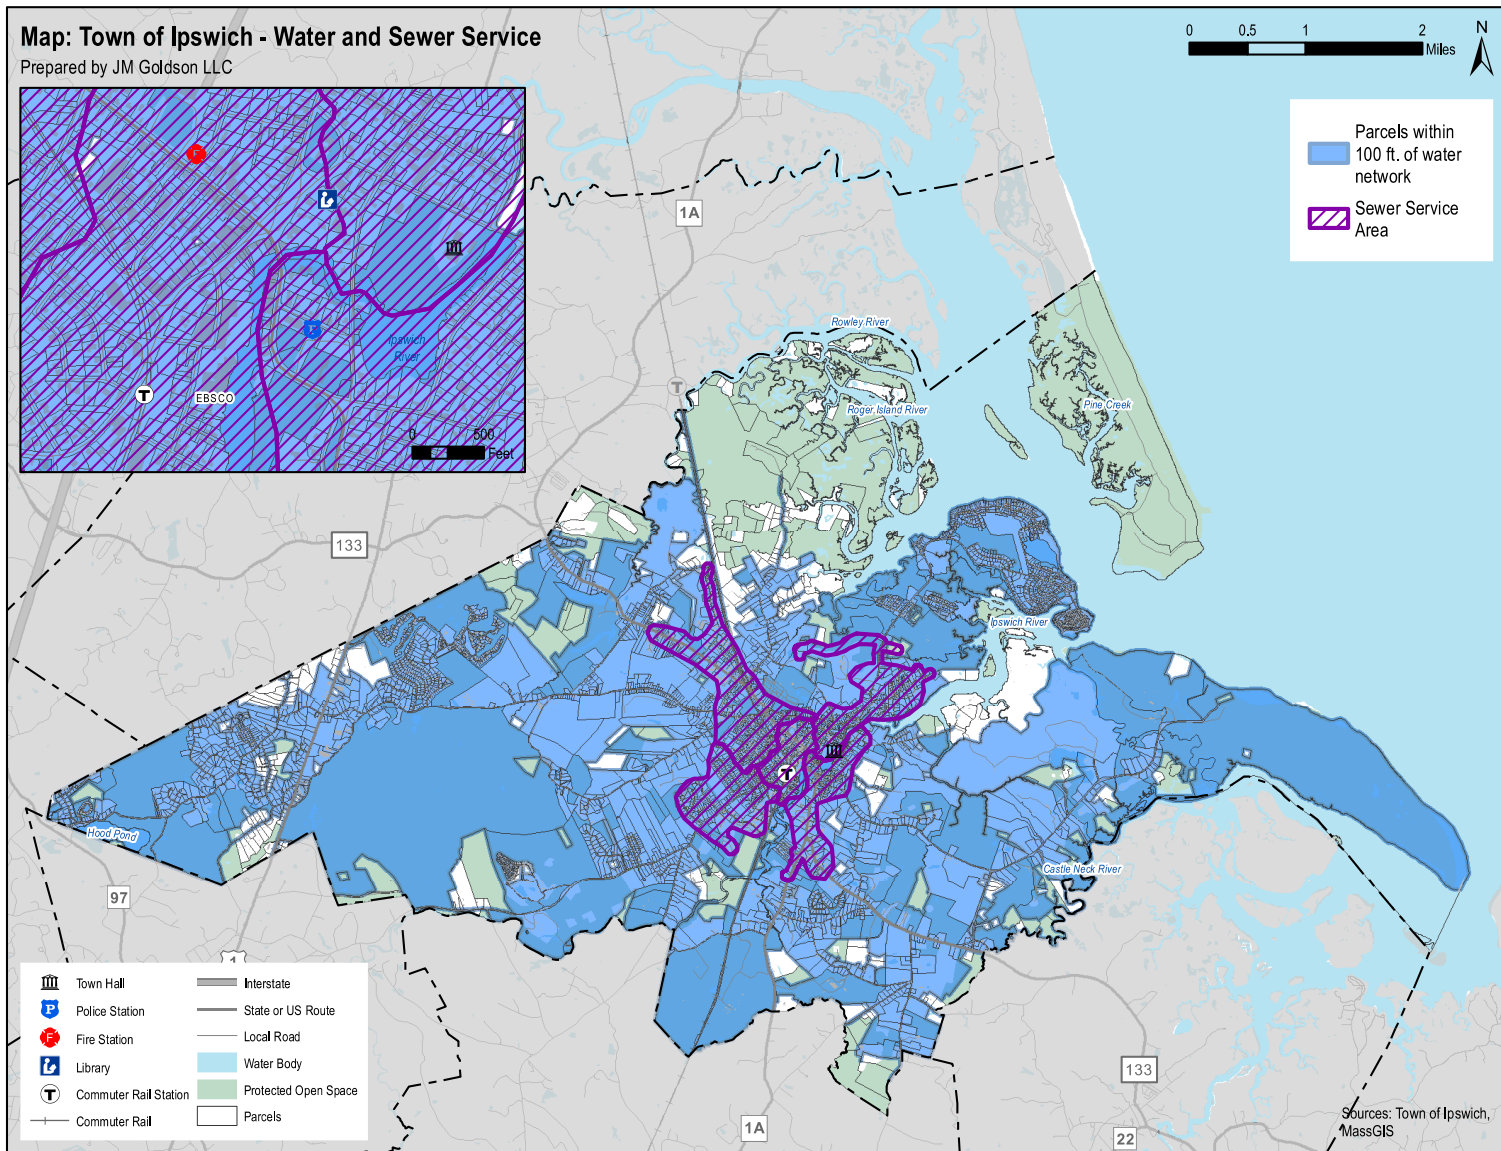 Map: Town of Ipswich - Water and Sewer Service
Prepared by JM Goldson LLC
0 0.5 1 2
Miles
N
Parcels within
100 ft. of water
network
Sewer Service
Area
F
P
Ipswich
River
T
EBSCO
0 500
Feet
1A
Rowley River
T
Roger Island River
Pine Creek
133
Ipswich River
T
Hood Pond
Castle Neck River
97
1
Town Hall
P
Police Station
F
Fire Station
Library
T
Commuter Rail Station
Commuter Rail
Interstate
State or US Route
Local Road
Water Body
Protected Open Space
Parcels
133
1A
22
Sources: Town of Ipswich,
MassGIS